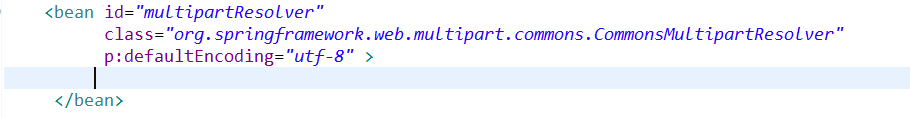 <bean id="multipartResolver"
class="org.springframework.web.multipart.commons.CommonsMultipartResolver"
p:defaultEncoding="utf-8" >
</bean>